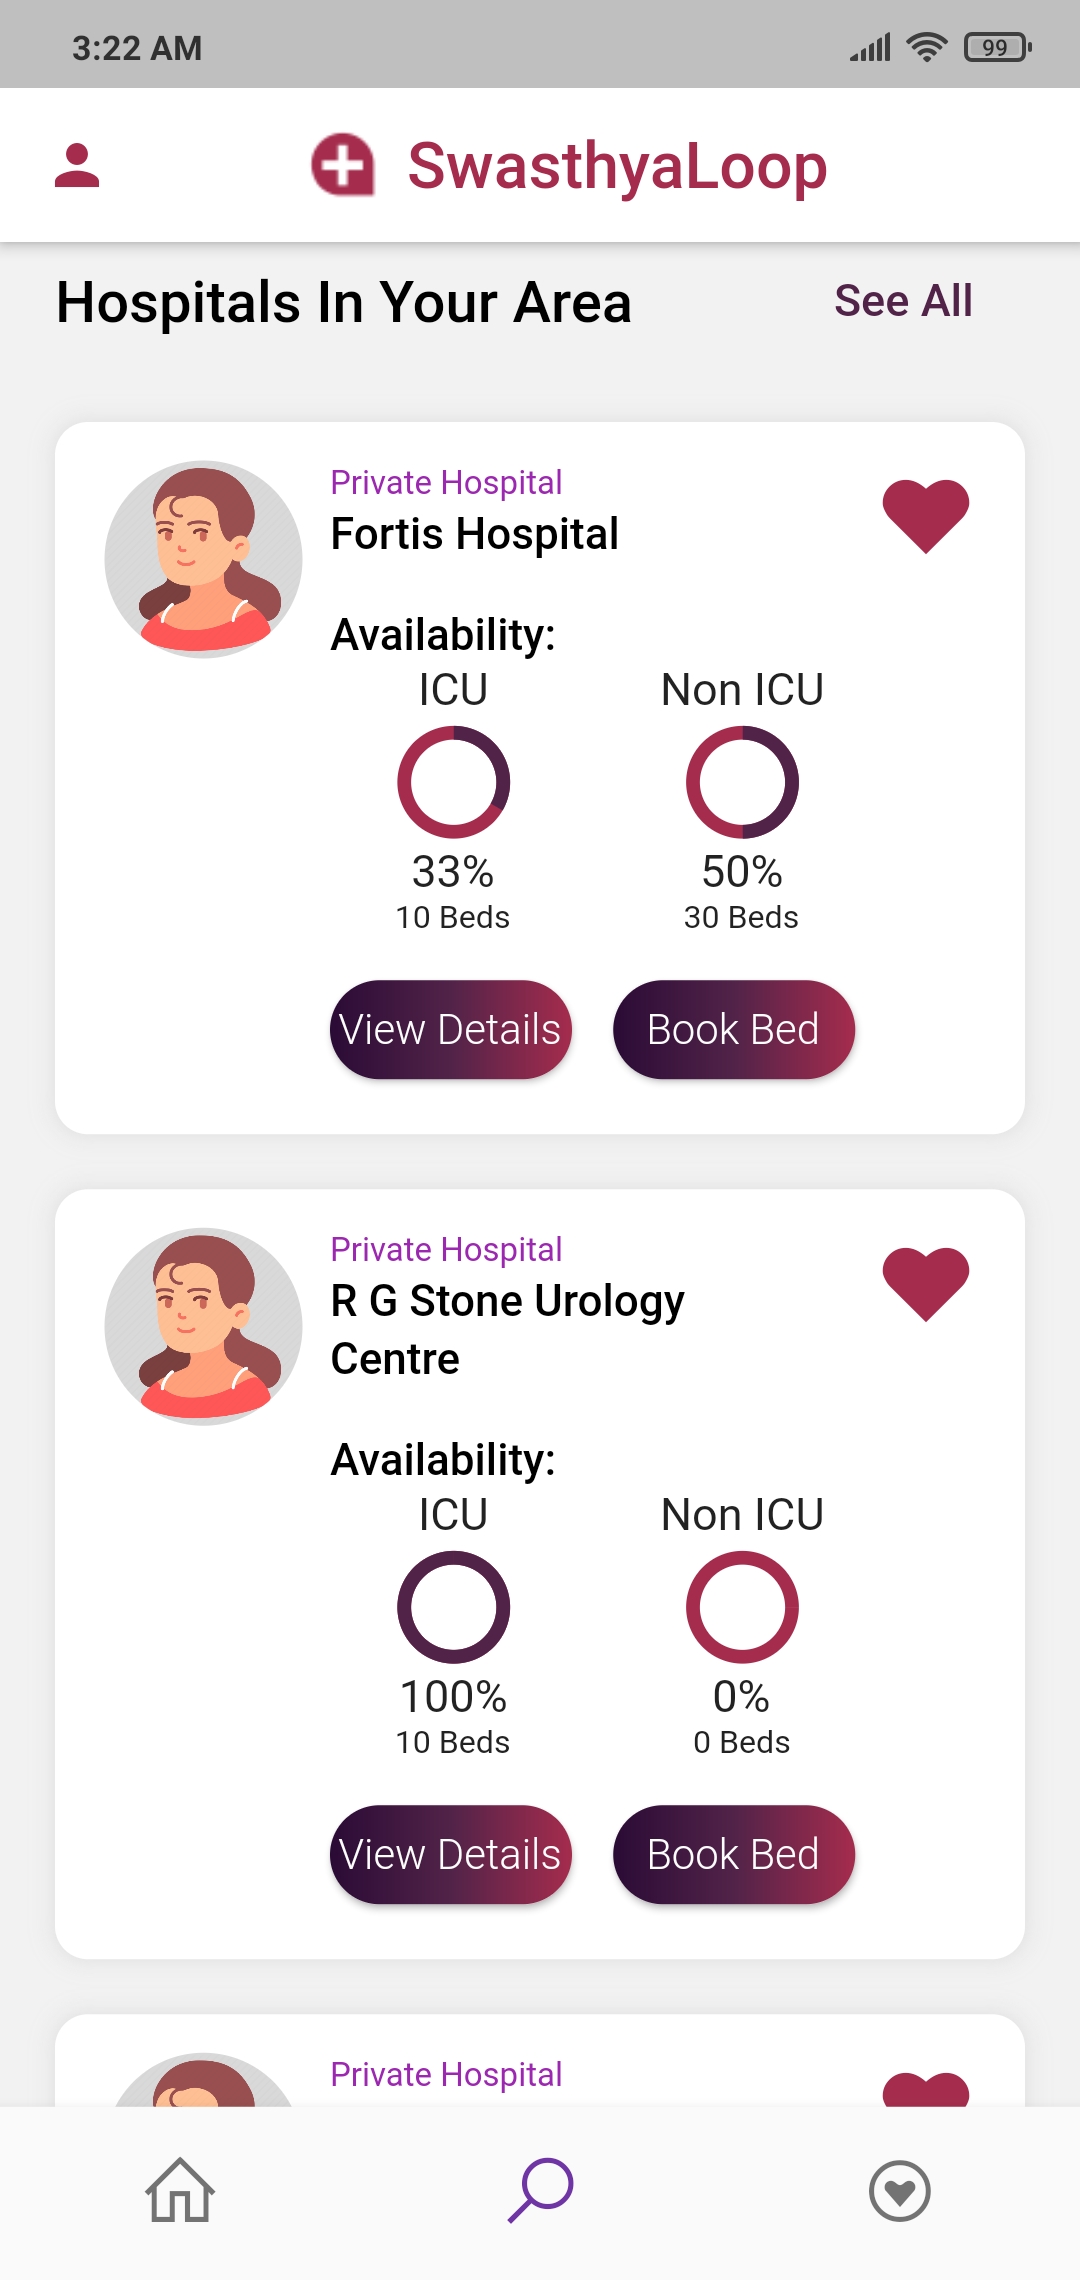 3:22 AM
99
SwasthyaLoop
Hospitals In Your Area
See All
Private Hospital
Fortis Hospital
Availability:
ICU
Non ICU
33%
50%
10 Beds
30 Beds
View Details
Book Bed
Private Hospital
R G Stone Urology
Centre
Availability:
ICU
Non ICU
100%
0%
10 Beds
0 Beds
View Details
Book Bed
Private Hospital